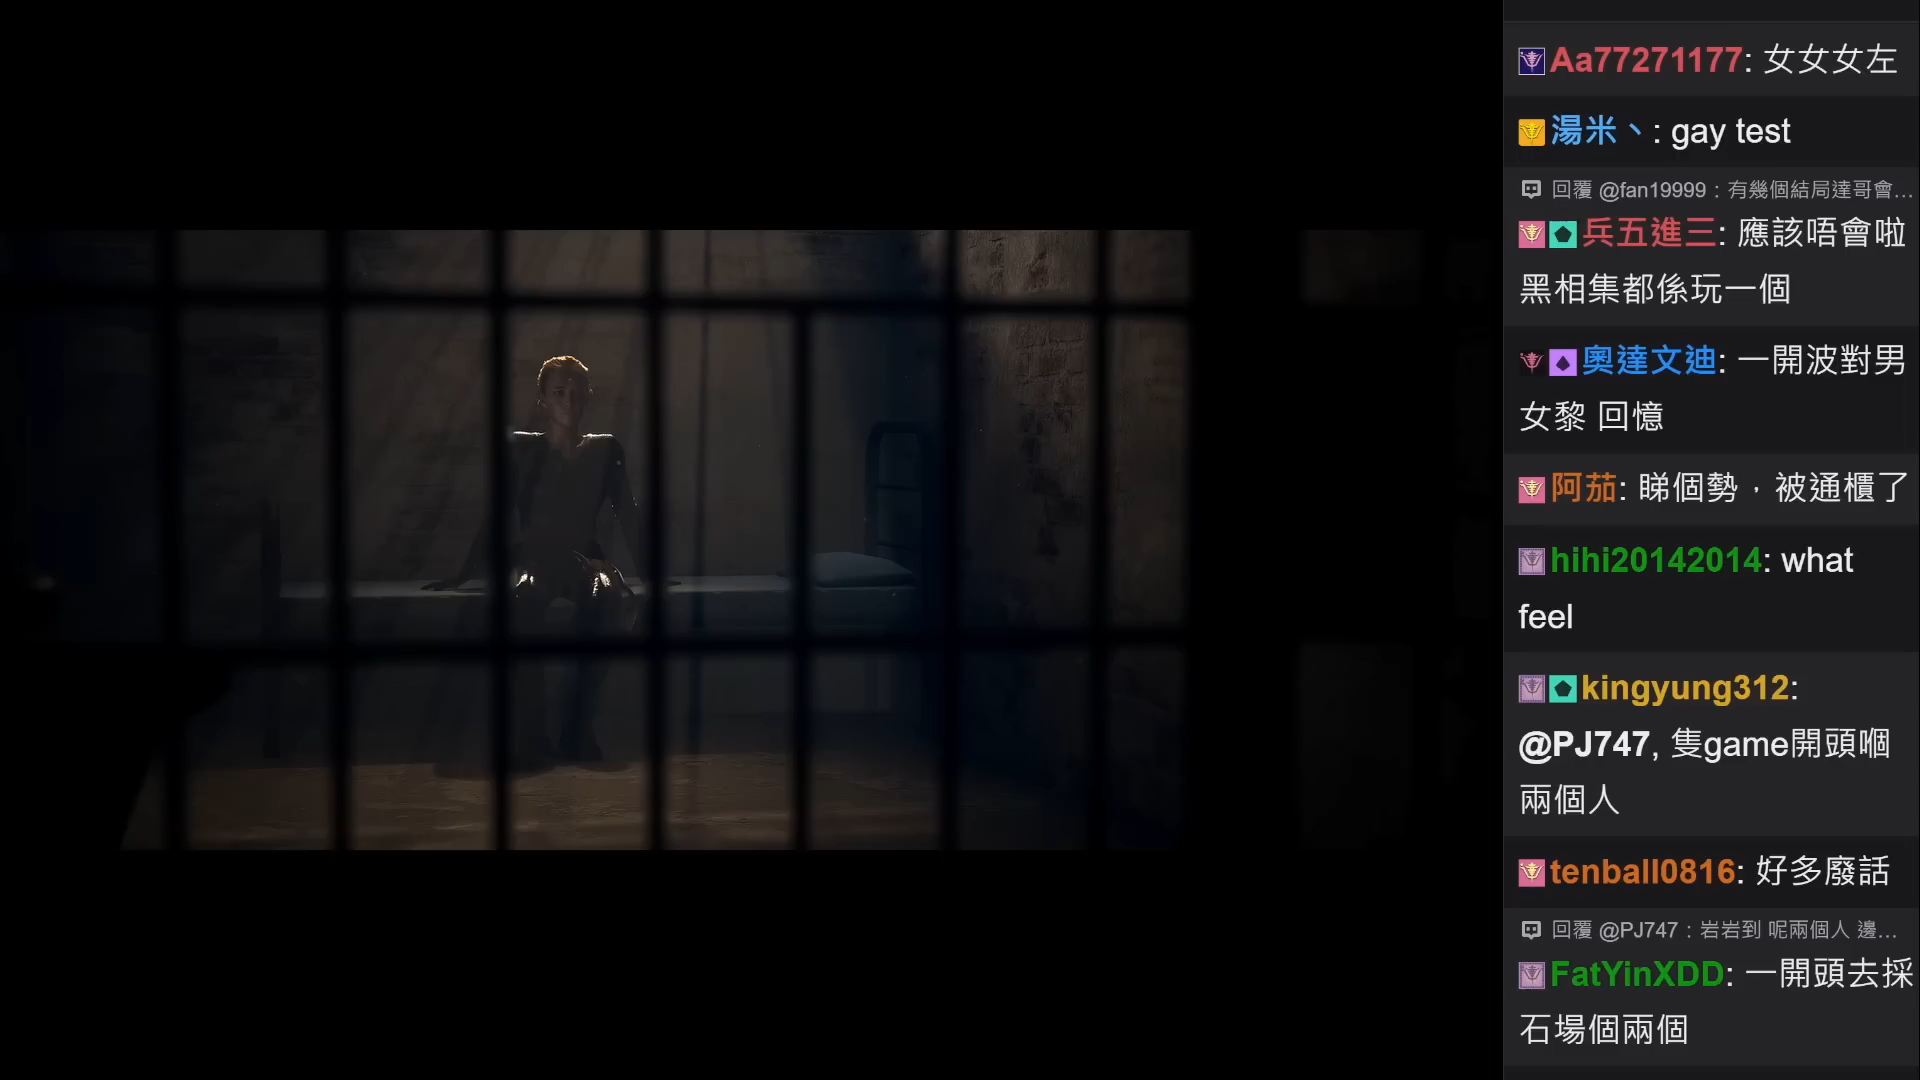 Aa77271177: 女女女左
湯米丶: gay test
回覆 @fan19999：有幾個結局達哥會...
兵五進三: 應該唔會啦
黑相集都係玩一個
奧達文迪: 一開波對男
女黎 回憶
阿茄: 睇個勢，被通櫃了
hihi20142014: what
feel
kingyung312:
@PJ747, 隻game開頭嗰
兩個人
tenball0816: 好多廢話
回覆 @PJ747：岩岩到 呢兩個人 邊...
FatYinXDD: 一開頭去採
石場個兩個